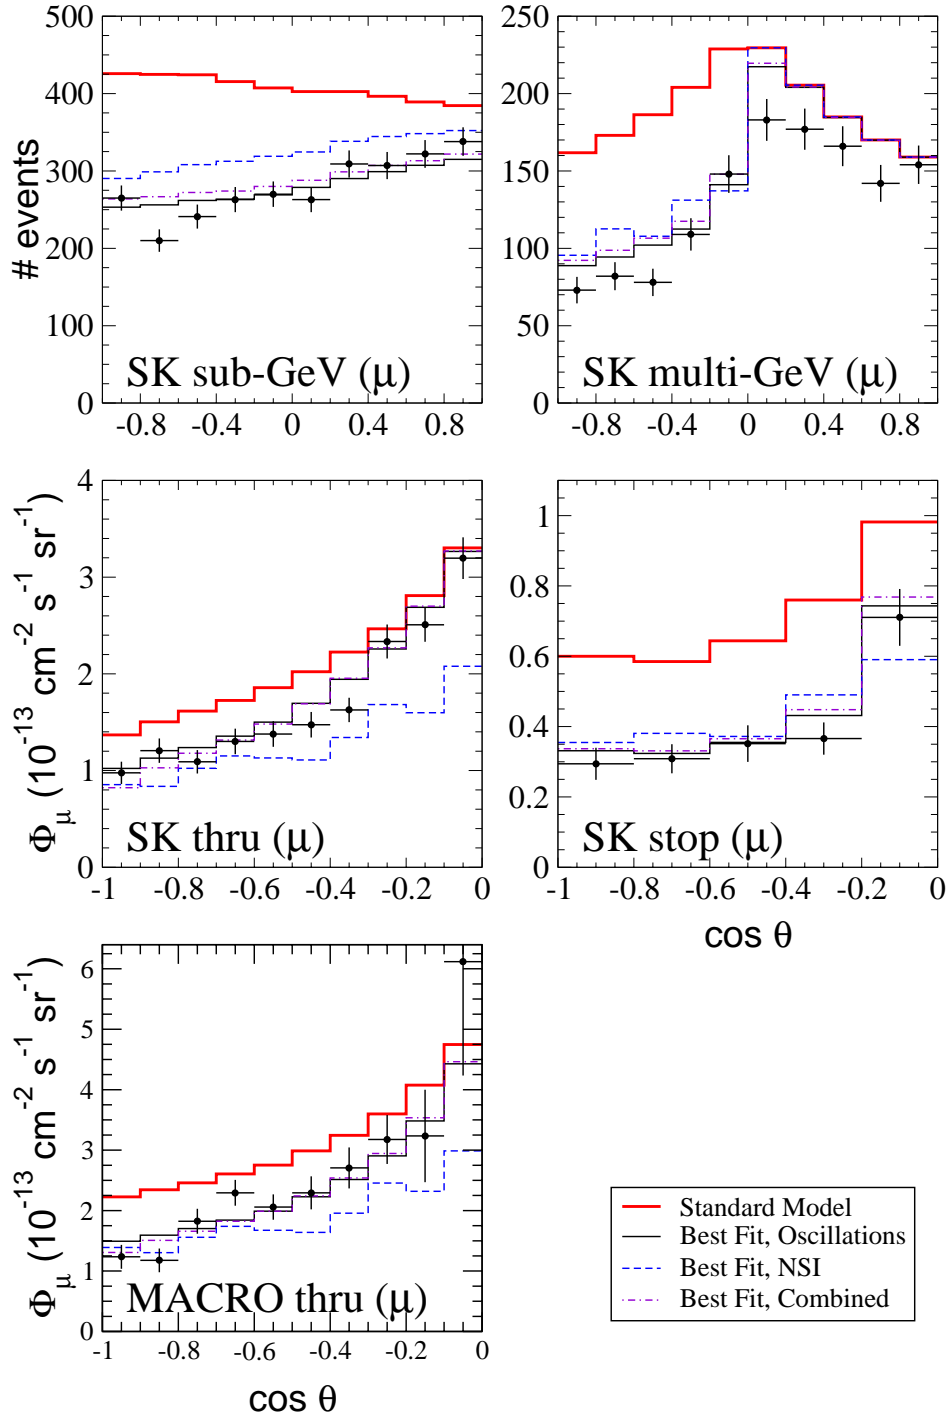 500
400
300
200
100
0
# events
SK sub-GeV (μ)
-0.8 -0.4 0 0.4 0.8
250
200
150
100
50
0
SK multi-GeV (μ)
-0.8 -0.4 0 0.4 0.8
4
3
2
1
0
Φμ (10-13 cm-2 s-1 sr-1)
SK thru (μ)
-1 -0.8 -0.6 -0.4 -0.2 0
1
0.8
0.6
0.4
0.2
0
SK stop (μ)
-1 -0.8 -0.6 -0.4 -0.2 0
cos θ
6
5
4
3
2
1
0
Φμ (10-13 cm-2 s-1 sr-1)
MACRO thru (μ)
-1 -0.8 -0.6 -0.4 -0.2 0
cos θ
Standard Model
Best Fit, Oscillations
Best Fit, NSI
Best Fit, Combined